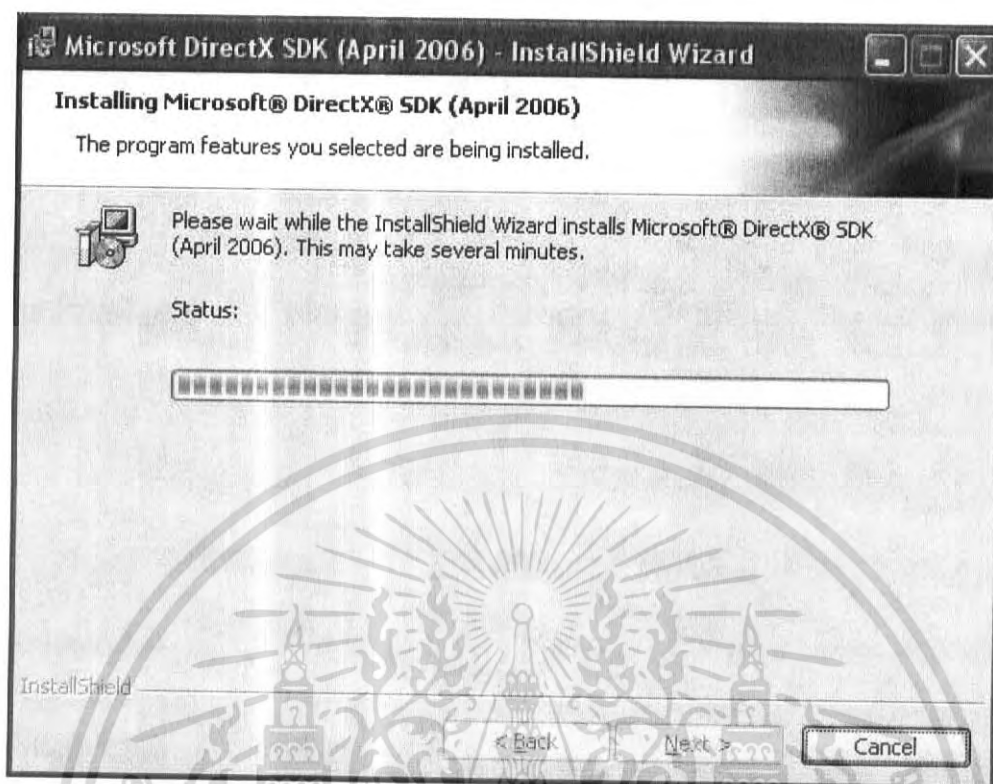 Microsoft DirectX SDK (April 2006) - InstallShield Wizard
Installing Microsoft® DirectX® SDK (April 2006)
The program features you selected are being installed.
Please wait while the InstallShield Wizard installs Microsoft® DirectX® SDK
(April 2006). This may take several minutes.
Status:
InstallShield
< Back Next > Cancel